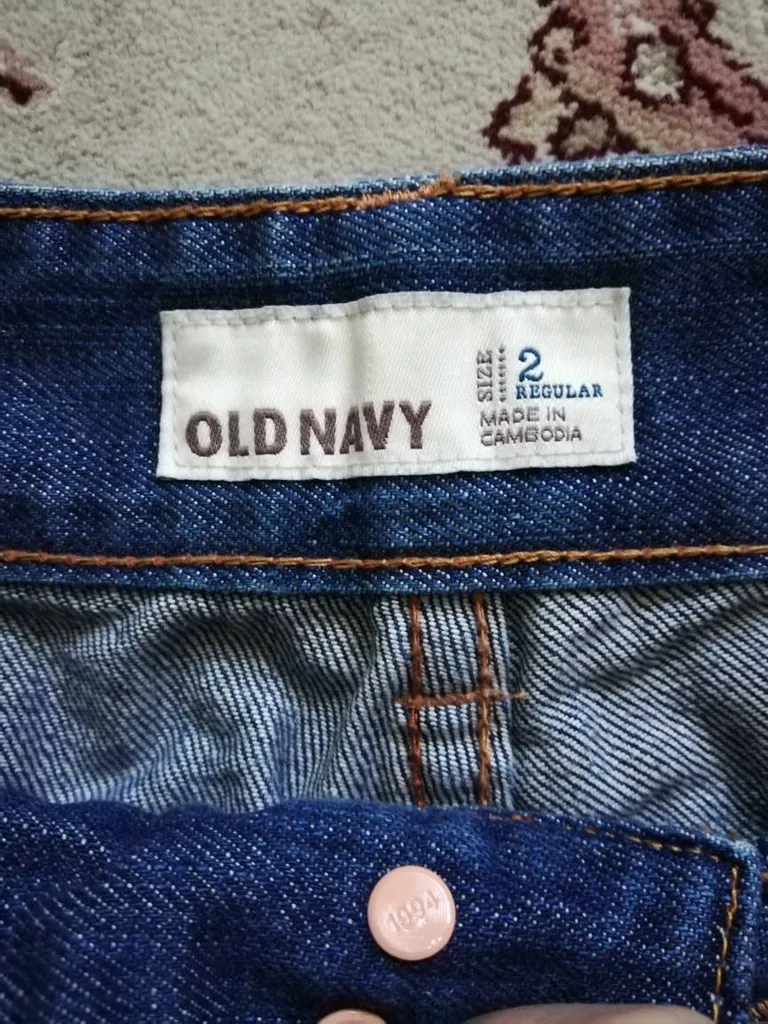 OLD NAVY
SIZE
2
REGULAR
MADE IN
CAMBODIA
1994